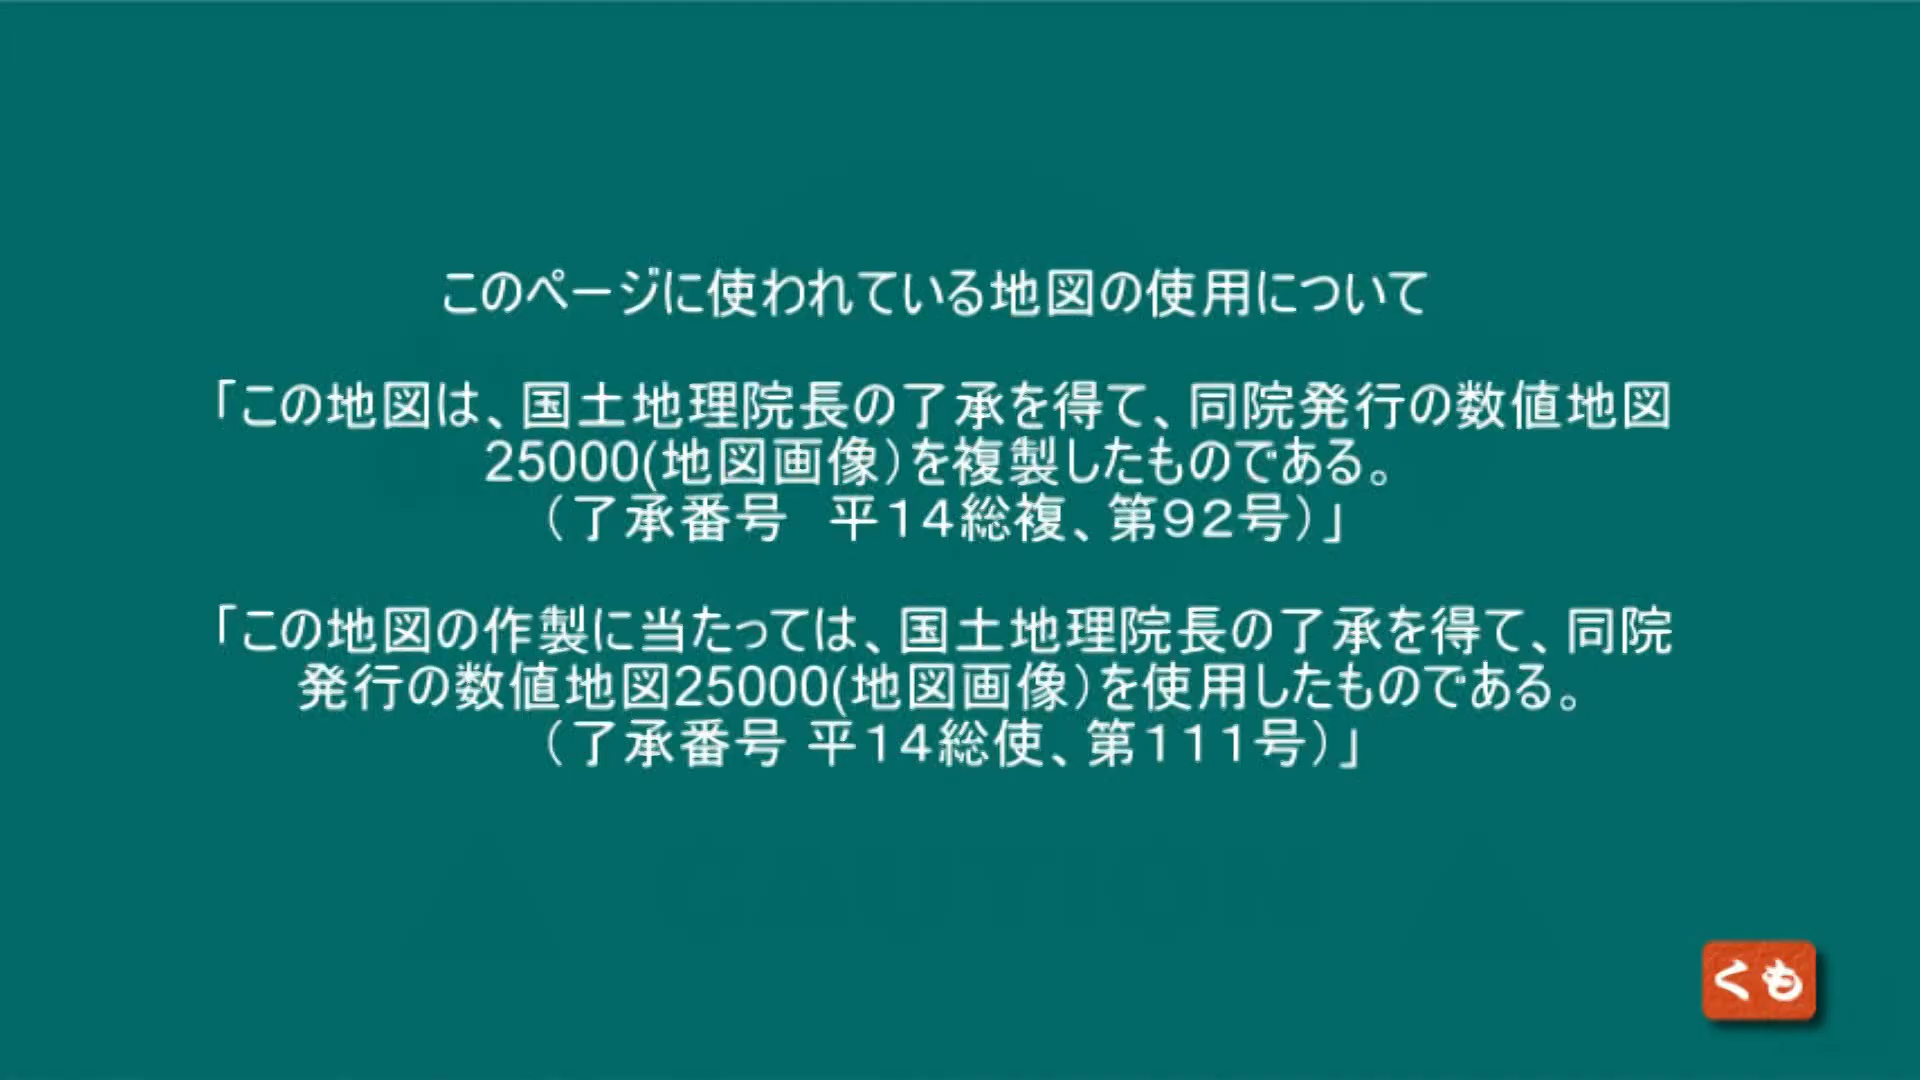 このページに使われている地図の使用について
「この地図は、国土地理院長の了承を得て、同院発行の数値地図
25000(地図画像）を複製したものである。
（了承番号　平１４総複、第９２号）」
「この地図の作製に当たっては、国土地理院長の了承を得て、同院
発行の数値地図25000(地図画像）を使用したものである。
（了承番号 平１４総使、第１１１号）」
くも